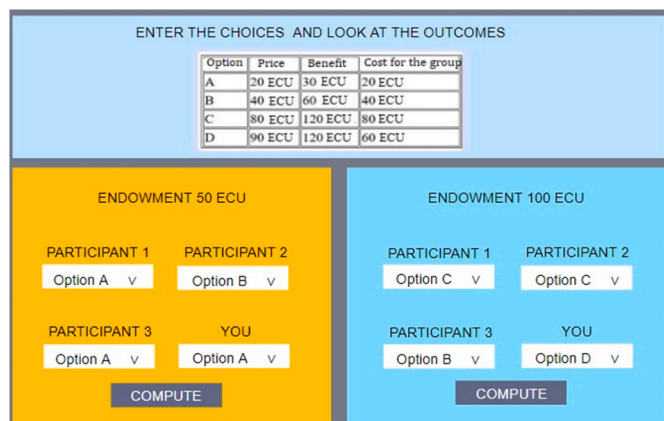 ENTER THE CHOICES AND LOOK AT THE OUTCOMES
Option Price Benefit Cost for the group
A 20 ECU 30 ECU 20 ECU
B 40 ECU 60 ECU 40 ECU
C 80 ECU 120 ECU 80 ECU
D 90 ECU 120 ECU 60 ECU
ENDOWMENT 50 ECU
PARTICIPANT 1 PARTICIPANT 2
Option A v Option B v
PARTICIPANT 3 YOU
Option A v Option A v
COMPUTE
ENDOWMENT 100 ECU
PARTICIPANT 1 PARTICIPANT 2
Option C v Option C v
PARTICIPANT 3 YOU
Option B v Option D v
COMPUTE